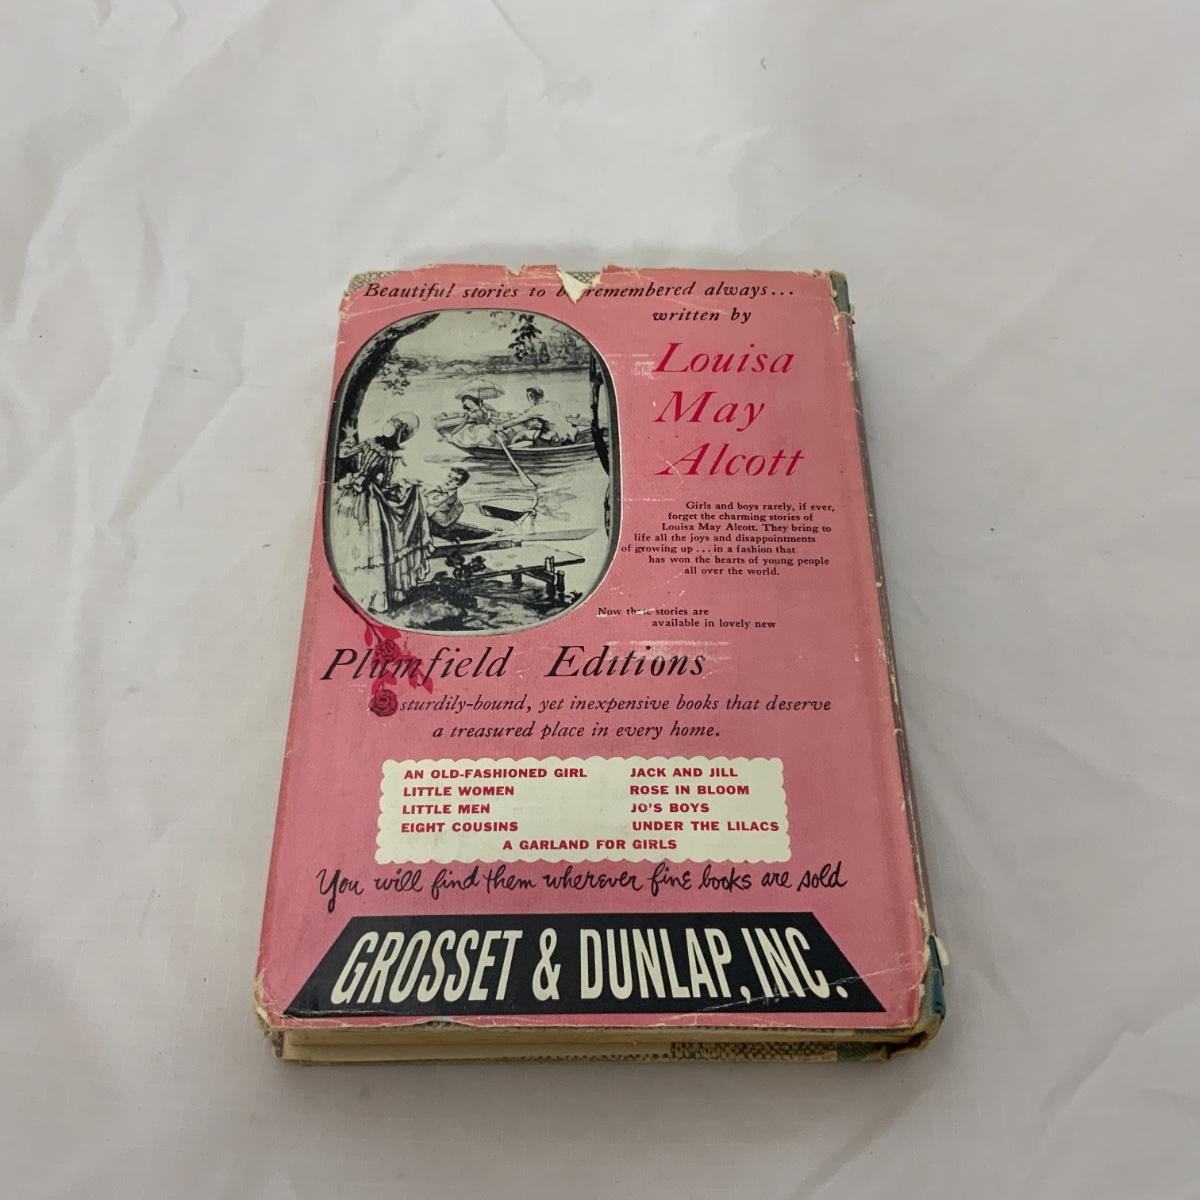 Beautiful stories to be remembered always...
written by
Louisa
May
Alcott
Girls and boys rarely, if ever,
forget the charming stories of
Louisa May Alcott. They bring to
life all the joys and disappointments
of growing up ... in a fashion that
has won the hearts of young people
all over the world.
Now these stories are
available in lovely new
Plumfield Editions
sturdily-bound, yet inexpensive books that deserve
a treasured place in every home.
AN OLD-FASHIONED GIRL JACK AND JILL
LITTLE WOMEN ROSE IN BLOOM
LITTLE MEN JO'S BOYS
EIGHT COUSINS UNDER THE LILACS
A GARLAND FOR GIRLS
You will find them wherever fine books are sold
GROSSET & DUNLAP, INC.